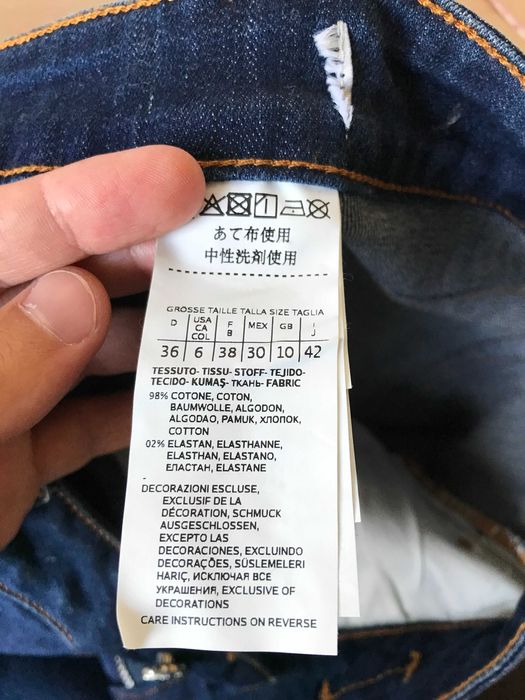 あて布使用
中性洗剤使用
GRÖSSE TAILLE TALLA SIZE TAGLIA
D USA CA COL F B MEX GB I J
36 6 38 30 10 42
TESSUTO- TISSU- STOFF- TEJIDO-
TECIDO- KUMAŞ- ТКАНЬ- FABRIC
98% COTONE, COTON,
BAUMWOLLE, ALGODON,
ALGODAO, PAMUK, ХЛОПОК,
COTTON
02% ELASTAN, ELASTHANNE,
ELASTHAN, ELASTANO,
ЕЛАСТАН, ELASTANE
-
DECORAZIONI ESCLUSE,
EXCLUSIF DE LA
DÉCORATION, SCHMUCK
AUSGESCHLOSSEN,
EXCEPTO LAS
DECORACIONES, EXCLUINDO
DECORAÇÕES, SÜSLEMELERI
HARIÇ, ИСКЛЮЧАЯ ВСЕ
УКРАШЕНИЯ, EXCLUSIVE OF
DECORATIONS
CARE INSTRUCTIONS ON REVERSE